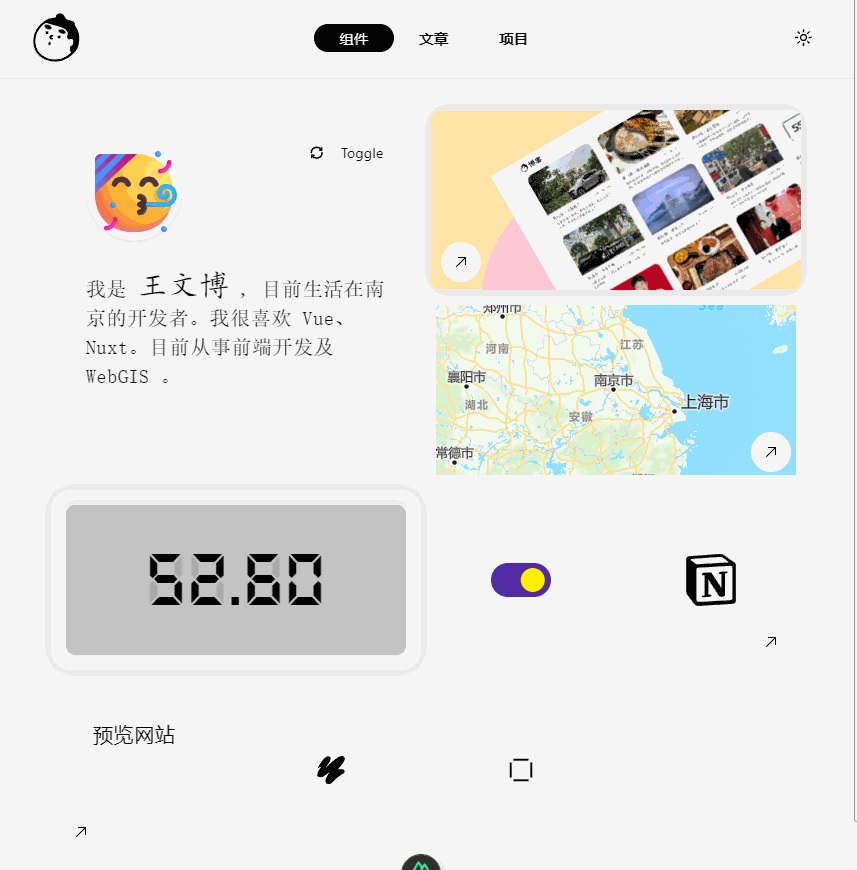 组件
文章
项目
Toggle
我是 王文博 , 目前生活在南
京的开发者。我很喜欢 Vue、
Nuxt。目前从事前端开发及
WebGIS 。
博客
郑州市
Sea
河南
江苏
襄阳市
南京市
湖北
上海市
安徽
常德市
52.60
N
预览网站